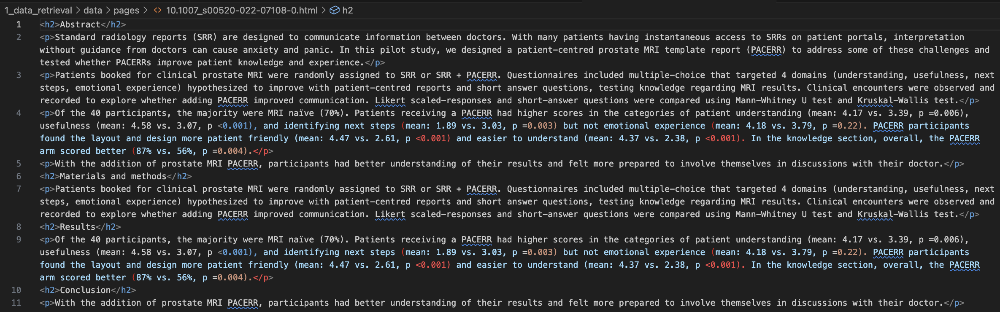 1_data_retrieval > data > pages > <> 10.1007_s00520-022-07108-0.html > h2
1 <h2>Abstract</h2>
2 <p>Standard radiology reports (SRR) are designed to communicate information between doctors. With many patients having instantaneous access to SRRs on patient portals, interpretation
without guidance from doctors can cause anxiety and panic. In this pilot study, we designed a patient-centred prostate MRI template report (PACERR) to address some of these challenges and
tested whether PACERRs improve patient knowledge and experience.</p>
3 <p>Patients booked for clinical prostate MRI were randomly assigned to SRR or SRR + PACERR. Questionnaires included multiple-choice that targeted 4 domains (understanding, usefulness, next
steps, emotional experience) hypothesized to improve with patient-centred reports and short answer questions, testing knowledge regarding MRI results. Clinical encounters were observed and
recorded to explore whether adding PACERR improved communication. Likert scaled-responses and short-answer questions were compared using Mann-Whitney U test and Kruskal-Wallis test.</p>
4 <p>Of the 40 participants, the majority were MRI naïve (70%). Patients receiving a PACERR had higher scores in the categories of patient understanding (mean: 4.17 vs. 3.39, p =0.006),
usefulness (mean: 4.58 vs. 3.07, p <0.001), and identifying next steps (mean: 1.89 vs. 3.03, p =0.003) but not emotional experience (mean: 4.18 vs. 3.79, p =0.22). PACERR participants
found the layout and design more patient friendly (mean: 4.47 vs. 2.61, p <0.001) and easier to understand (mean: 4.37 vs. 2.38, p <0.001). In the knowledge section, overall, the PACERR
arm scored better (87% vs. 56%, p =0.004).</p>
5 <p>With the addition of prostate MRI PACERR, participants had better understanding of their results and felt more prepared to involve themselves in discussions with their doctor.</p>
6 <h2>Materials and methods</h2>
7 <p>Patients booked for clinical prostate MRI were randomly assigned to SRR or SRR + PACERR. Questionnaires included multiple-choice that targeted 4 domains (understanding, usefulness, next
steps, emotional experience) hypothesized to improve with patient-centred reports and short answer questions, testing knowledge regarding MRI results. Clinical encounters were observed and
recorded to explore whether adding PACERR improved communication. Likert scaled-responses and short-answer questions were compared using Mann-Whitney U test and Kruskal-Wallis test.</p>
8 <h2>Results</h2>
9 <p>Of the 40 participants, the majority were MRI naïve (70%). Patients receiving a PACERR had higher scores in the categories of patient understanding (mean: 4.17 vs. 3.39, p =0.006),
usefulness (mean: 4.58 vs. 3.07, p <0.001), and identifying next steps (mean: 1.89 vs. 3.03, p =0.003) but not emotional experience (mean: 4.18 vs. 3.79, p =0.22). PACERR participants
found the layout and design more patient friendly (mean: 4.47 vs. 2.61, p <0.001) and easier to understand (mean: 4.37 vs. 2.38, p <0.001). In the knowledge section, overall, the PACERR
arm scored better (87% vs. 56%, p =0.004).</p>
10 <h2>Conclusion</h2>
11 <p>With the addition of prostate MRI PACERR, participants had better understanding of their results and felt more prepared to involve themselves in discussions with their doctor.</p>